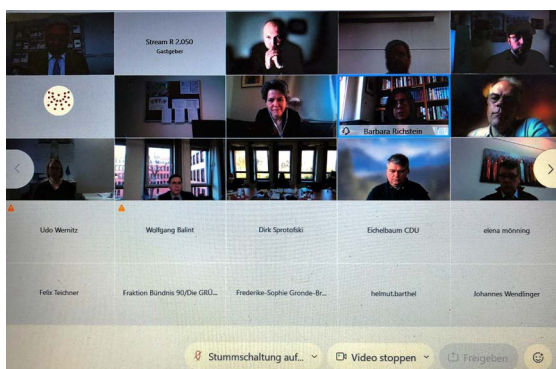 Stream R 2.050
Gastgeber
Barbara Richstein
Udo Wernitz
Wolfgang Balint
Dirk Sprotofski
Eichelbaum CDU
elena mönning
Felix Teichner
Fraktion Bündnis 90/Die GRÜ...
Frederike-Sophie Gronde-Br...
helmut.barthel
Johannes Wendlinger
Stummschaltung auf...
Video stoppen
Freigeben